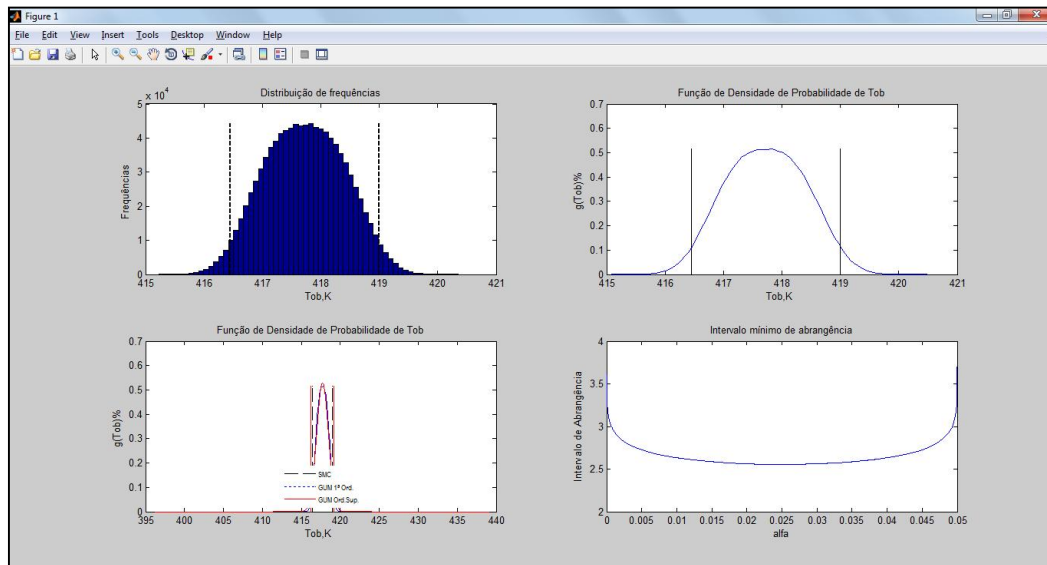 Figure 1
File Edit View Insert Tools Desktop Window Help
Distribuição de frequências
x 10⁴
5
4
3
2
1
0
Frequências
415 416 417 418 419 420 421
Tob,K
Função de Densidade de Probabilidade de Tob
0.7
0.6
0.5
0.4
0.3
0.2
0.1
0
g(Tob)%
415 416 417 418 419 420 421
Tob,K
Função de Densidade de Probabilidade de Tob
0.7
0.6
0.5
0.4
0.3
0.2
0.1
0
g(Tob)%
SMC
GUM 1ª Ord.
GUM Ord.Sup.
395 400 405 410 415 420 425 430 435 440
Tob,K
Intervalo mínimo de abrangência
4
3.5
3
2.5
2
Intervalo de Abrangência
0 0.005 0.01 0.015 0.02 0.025 0.03 0.035 0.04 0.045 0.05
alfa